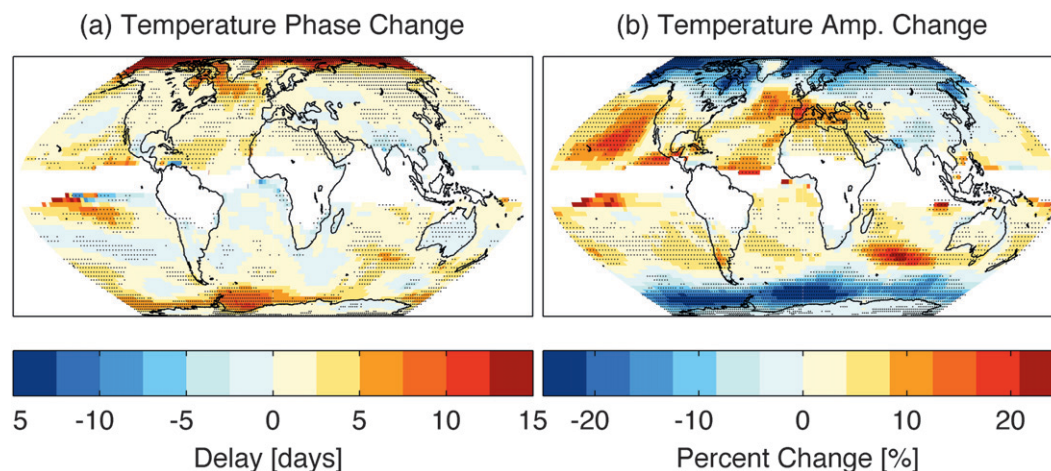 (a) Temperature Phase Change
(b) Temperature Amp. Change
5 -10 -5 0 5 10 15
-20 -10 0 10 20
Delay [days]
Percent Change [%]